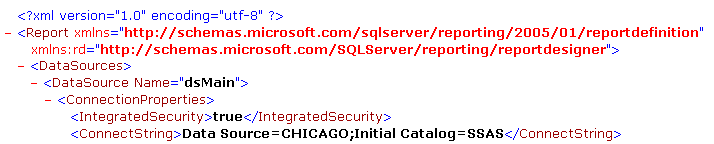 <?xml version="1.0" encoding="utf-8" ?>
- <Report xmlns="http://schemas.microsoft.com/sqlserver/reporting/2005/01/reportdefinition"
xmlns:rd="http://schemas.microsoft.com/SQLServer/reporting/reportdesigner">
- <DataSources>
- <DataSource Name="dsMain">
- <ConnectionProperties>
<IntegratedSecurity>true</IntegratedSecurity>
<ConnectString>Data Source=CHICAGO;Initial Catalog=SSAS</ConnectString>